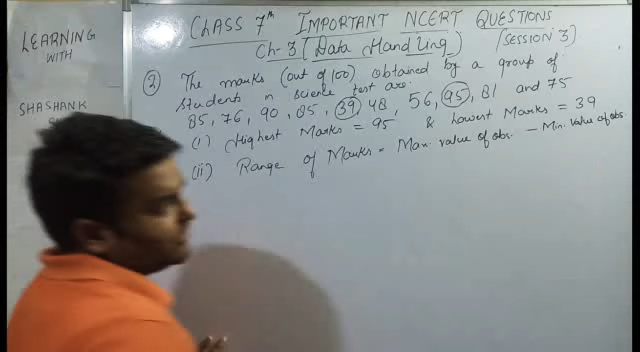 LEARNING
WITH
SHASHANK
CLASS 7th IMPORTANT NCERT QUESTIONS
Ch-3 (Data Handling) (SESSION 3)
② The marks (out of 100) obtained by a group of
students in science test are:
85, 76, 90, 85, 39, 48, 56, 95, 81 and 75
(i) Highest Marks = 95 & Lowest Marks = 39
(ii) Range of Marks = Max. value of obs. - Min. value of obs.